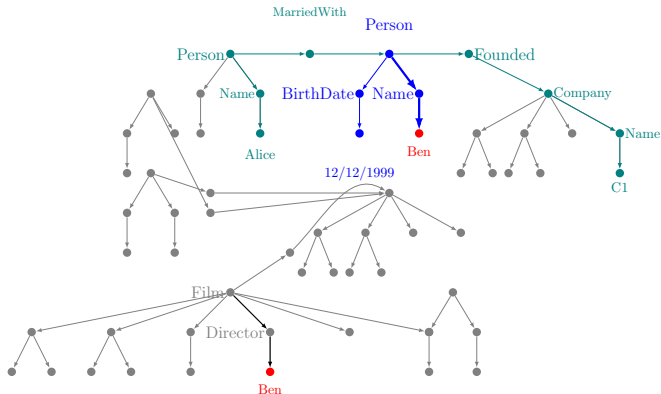 MarriedWith
Person
Person
Founded
Name
BirthDate
Name
Company
Alice
Ben
Name
12/12/1999
C1
Film
Director
Ben